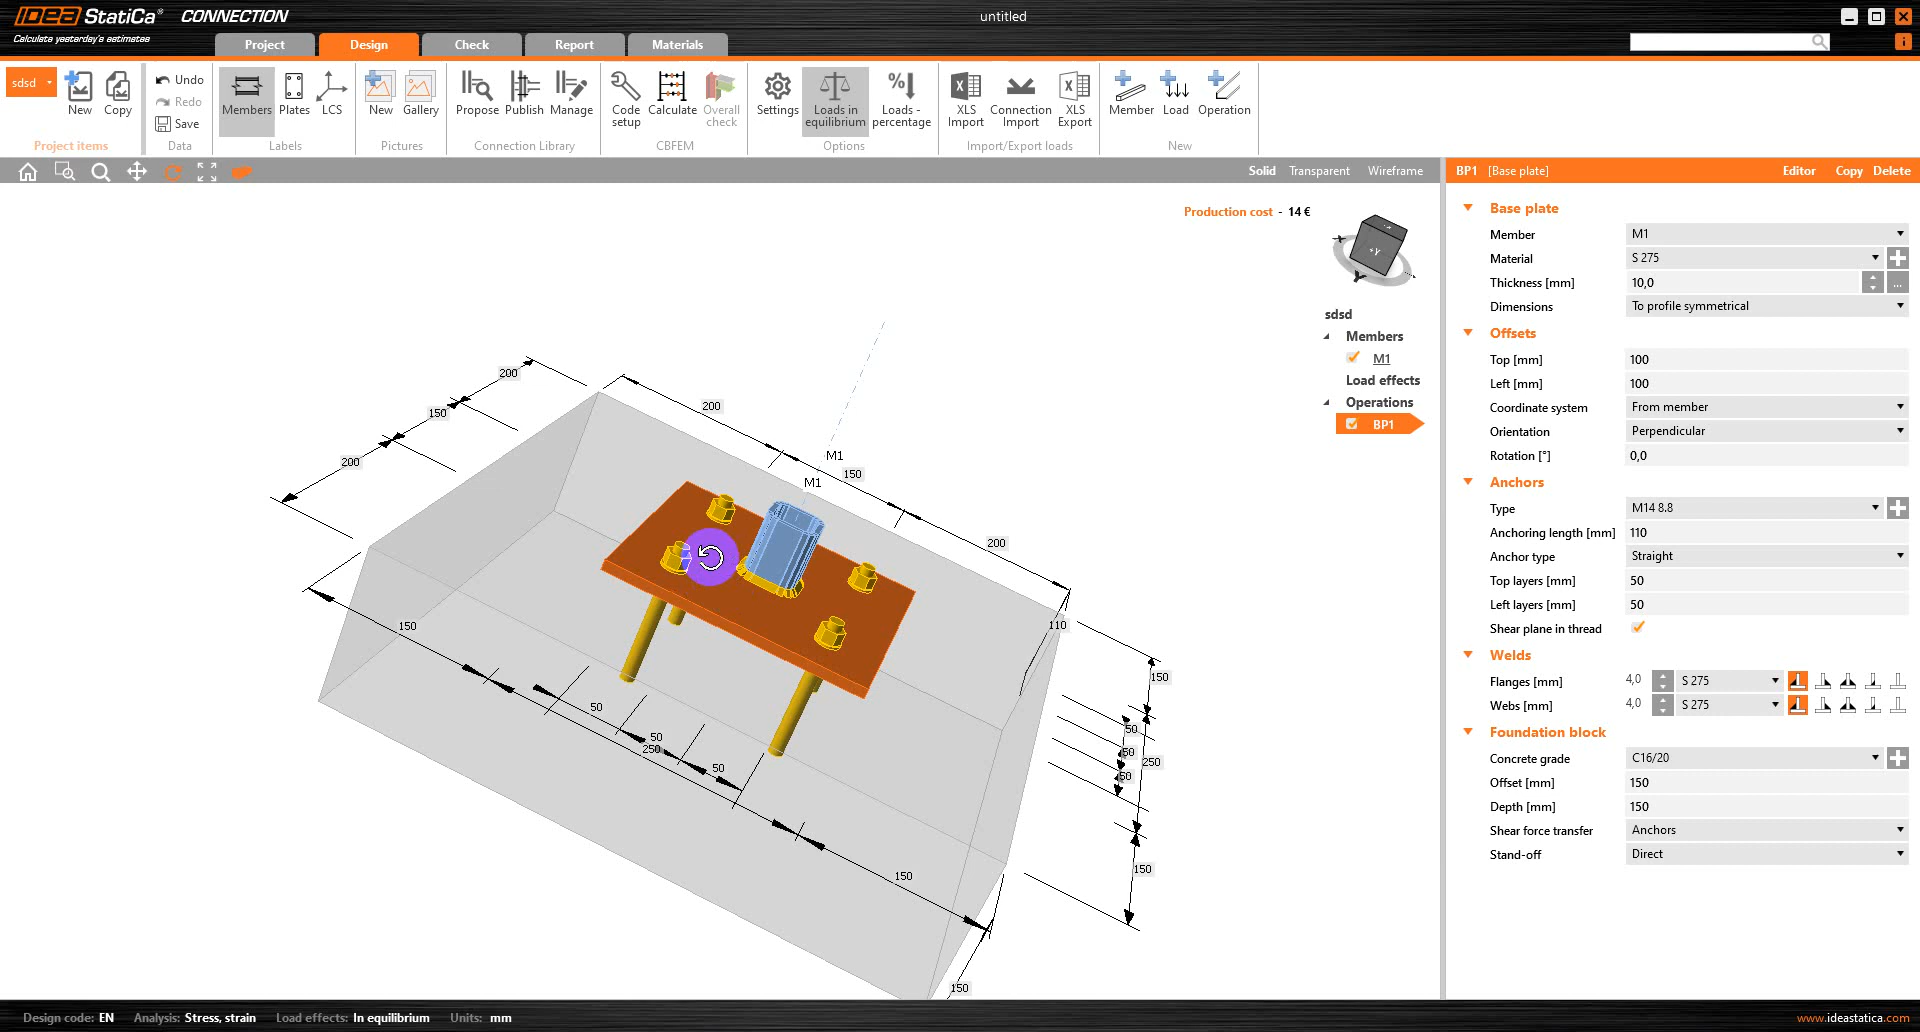 IDEA StatiCa® CONNECTION
Calculate yesterday's estimates
untitled
Project
Design
Check
Report
Materials
sdsd
New
Copy
Undo
Redo
Save
Members
Plates
LCS
New
Gallery
Propose
Publish
Manage
Code setup
Calculate
Overall check
Settings
Loads in equilibrium
Loads - percentage
XLS Import
Connection Import
XLS Export
Member
Load
Operation
Project items
Data
Labels
Pictures
Connection Library
CBFEM
Options
Import/Export loads
New
Solid
Transparent
Wireframe
BP1 [Base plate]
Editor
Copy
Delete
Production cost - 14 €
+Y
sdsd
Members
M1
Load effects
Operations
BP1
200
150
200
200
M1
150
M1
200
110
150
150
50
50
250
50
50
50
50
250
150
150
150
Base plate
Member M1
Material S 275
Thickness [mm] 10,0
...
Dimensions To profile symmetrical
Offsets
Top [mm] 100
Left [mm] 100
Coordinate system From member
Orientation Perpendicular
Rotation [°] 0,0
Anchors
Type M14 8.8
Anchoring length [mm] 110
Anchor type Straight
Top layers [mm] 50
Left layers [mm] 50
Shear plane in thread
Welds
Flanges [mm] 4,0 S 275
Webs [mm] 4,0 S 275
Foundation block
Concrete grade C16/20
Offset [mm] 150
Depth [mm] 150
Shear force transfer Anchors
Stand-off Direct
Design code: EN Analysis: Stress, strain Load effects: In equilibrium Units: mm
www.ideastatica.com